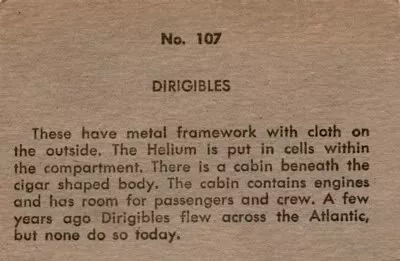 No. 107
DIRIGIBLES
These have metal framework with cloth on
the outside. The Helium is put in cells within
the compartment. There is a cabin beneath the
cigar shaped body. The cabin contains engines
and has room for passengers and crew. A few
years ago Dirigibles flew across the Atlantic,
but none do so today.